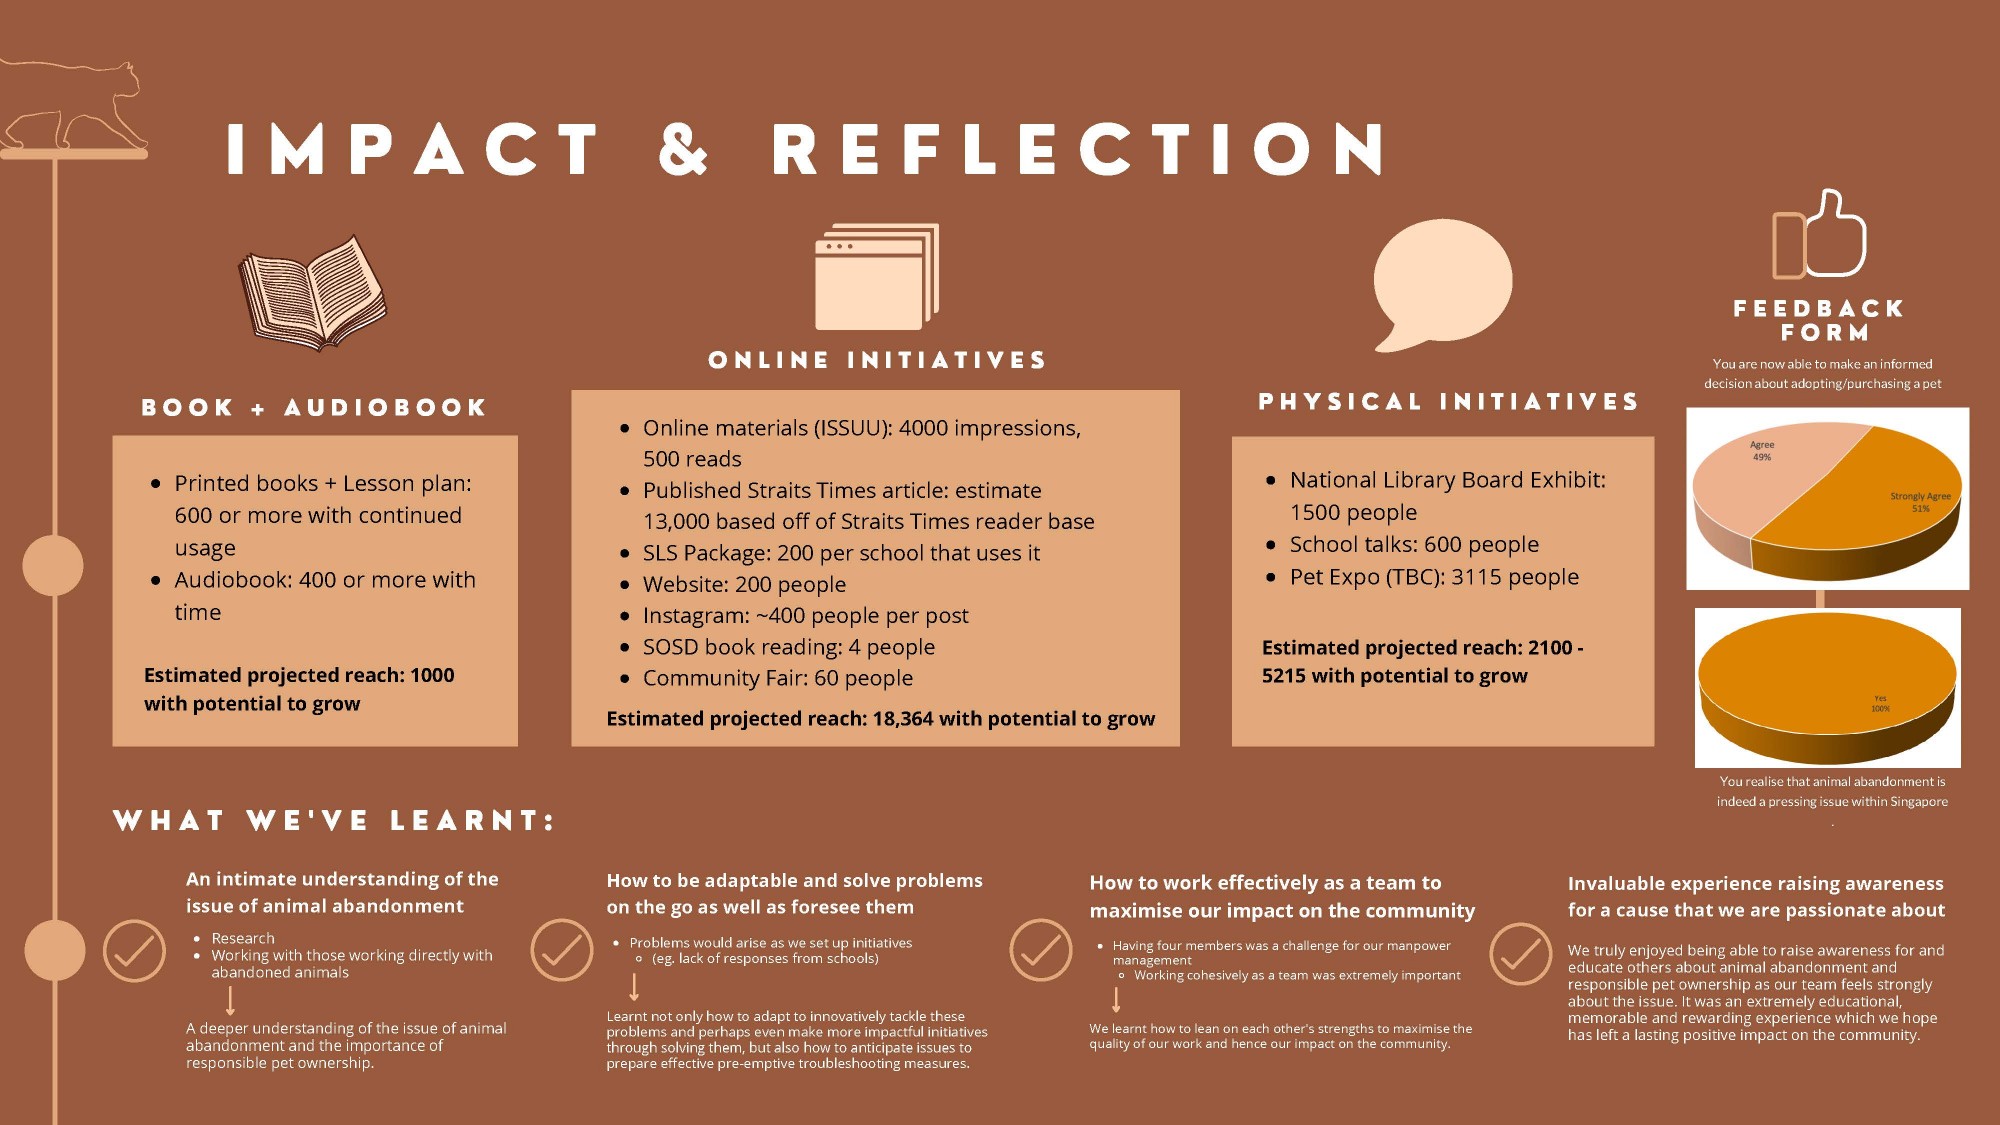 IMPACT & REFLECTION
BOOK + AUDIOBOOK
• Printed books + Lesson plan:
600 or more with continued
usage
• Audiobook: 400 or more with
time
Estimated projected reach: 1000
with potential to grow
ONLINE INITIATIVES
• Online materials (ISSUU): 4000 impressions,
500 reads
• Published Straits Times article: estimate
13,000 based off of Straits Times reader base
• SLS Package: 200 per school that uses it
• Website: 200 people
• Instagram: ~400 people per post
• SOSD book reading: 4 people
• Community Fair: 60 people
Estimated projected reach: 18,364 with potential to grow
PHYSICAL INITIATIVES
• National Library Board Exhibit:
1500 people
• School talks: 600 people
• Pet Expo (TBC): 3115 people
Estimated projected reach: 2100 -
5215 with potential to grow
FEEDBACK
FORM
You are now able to make an informed
decision about adopting/purchasing a pet
Agree
49%
Strongly Agree
51%
Yes
100%
You realise that animal abandonment is
indeed a pressing issue within Singapore
.
WHAT WE'VE LEARNT:
An intimate understanding of the
issue of animal abandonment
• Research
• Working with those working directly with
abandoned animals
A deeper understanding of the issue of animal
abandonment and the importance of
responsible pet ownership.
How to be adaptable and solve problems
on the go as well as foresee them
• Problems would arise as we set up initiatives
◦ (eg. lack of responses from schools)
Learnt not only how to adapt to innovatively tackle these
problems and perhaps even make more impactful initiatives
through solving them, but also how to anticipate issues to
prepare effective pre-emptive troubleshooting measures.
How to work effectively as a team to
maximise our impact on the community
• Having four members was a challenge for our manpower
management
◦ Working cohesively as a team was extremely important
We learnt how to lean on each other's strengths to maximise the
quality of our work and hence our impact on the community.
Invaluable experience raising awareness
for a cause that we are passionate about
We truly enjoyed being able to raise awareness for and
educate others about animal abandonment and
responsible pet ownership as our team feels strongly
about the issue. It was an extremely educational,
memorable and rewarding experience which we hope
has left a lasting positive impact on the community.